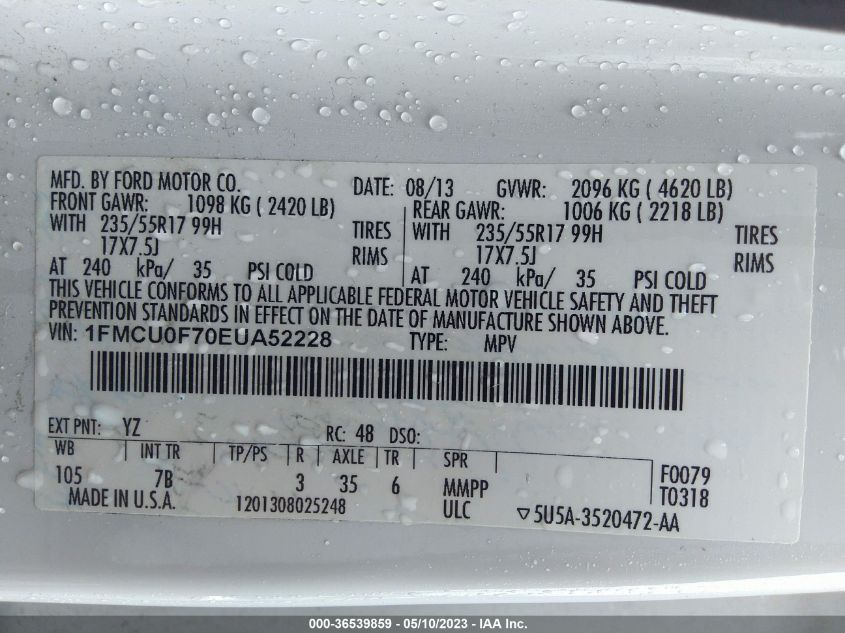 MFD. BY FORD MOTOR CO. DATE: 08/13 GVWR: 2096 KG ( 4620 LB)
FRONT GAWR: 1098 KG ( 2420 LB) REAR GAWR: 1006 KG ( 2218 LB)
WITH 235/55R17 99H TIRES WITH 235/55R17 99H TIRES
17X7.5J RIMS 17X7.5J RIMS
AT 240 kPa/ 35 PSI COLD AT 240 kPa/ 35 PSI COLD
THIS VEHICLE CONFORMS TO ALL APPLICABLE FEDERAL MOTOR VEHICLE SAFETY AND THEFT
PREVENTION STANDARDS IN EFFECT ON THE DATE OF MANUFACTURE SHOWN ABOVE.
VIN: 1FMCU0F70EUA52228 TYPE: MPV
EXT PNT: YZ RC: 48 DSO:
WB INT TR TP/PS R AXLE TR SPR
105 7B 3 35 6 MMPP F0079
MADE IN U.S.A. 1201308025248 ULC T0318
▽5U5A-3520472-AA
000-36539859 - 05/10/2023 - IAA Inc.